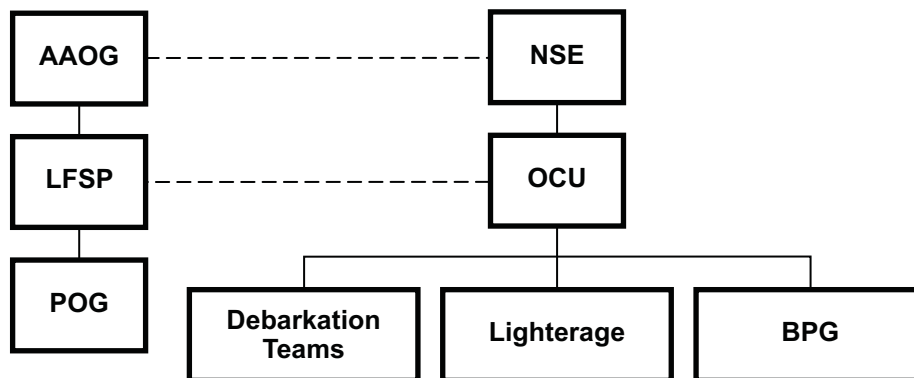 AAOG
NSE
LFSP
OCU
POG
Debarkation
Teams
Lighterage
BPG